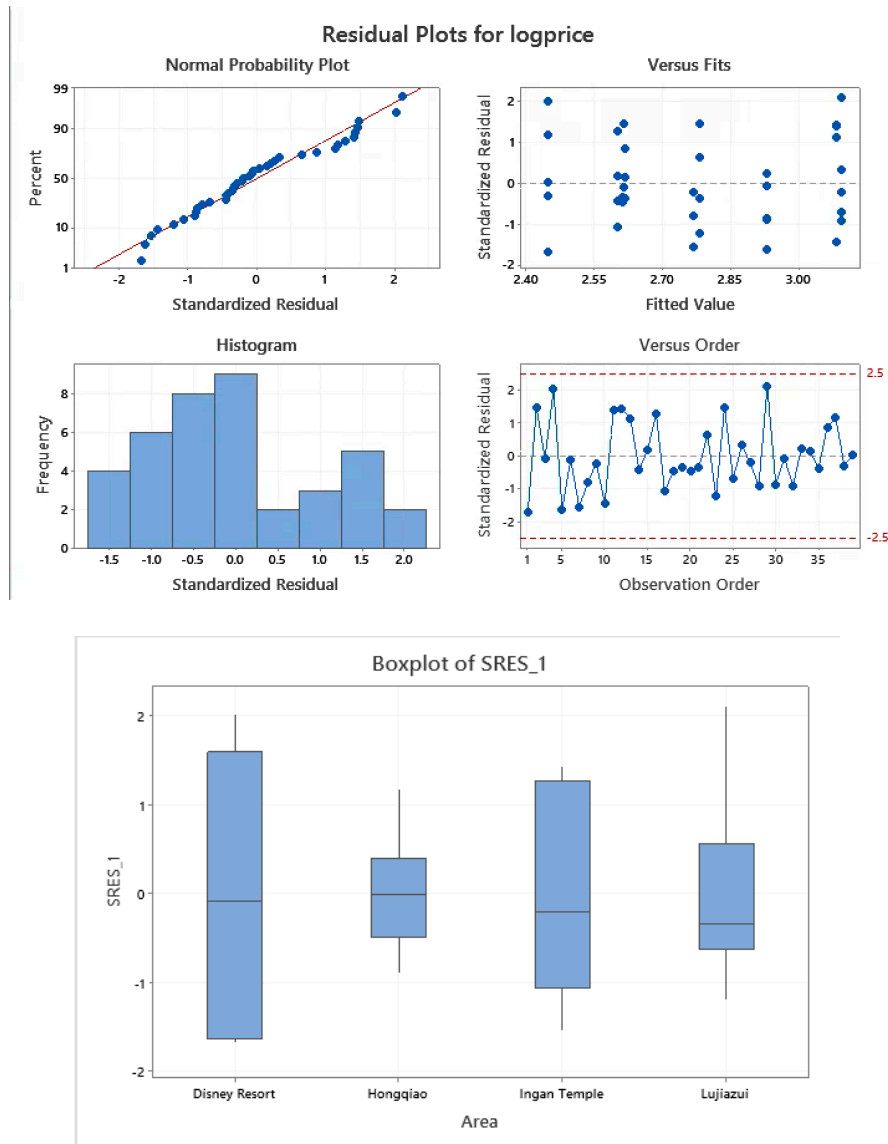 Residual Plots for logprice
Normal Probability Plot
99
90
50
10
1
Percent
-2 -1 0 1 2
Standardized Residual
Versus Fits
2
1
0
-1
-2
Standardized Residual
2.40 2.55 2.70 2.85 3.00
Fitted Value
Histogram
8
6
4
2
0
Frequency
-1.5 -1.0 -0.5 0.0 0.5 1.0 1.5 2.0
Standardized Residual
Versus Order
2
1
0
-1
-2
Standardized Residual
2.5
-2.5
1 5 10 15 20 25 30 35
Observation Order
Boxplot of SRES_1
2
1
0
-1
-2
SRES_1
Disney Resort Hongqiao Ingan Temple Lujiazui
Area